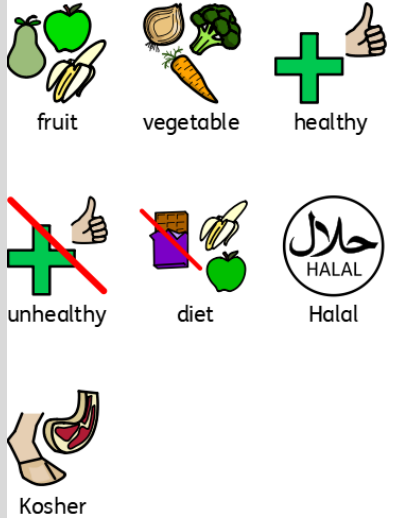 fruit
vegetable
healthy
unhealthy
diet
حلال
HALAL
Halal
Kosher